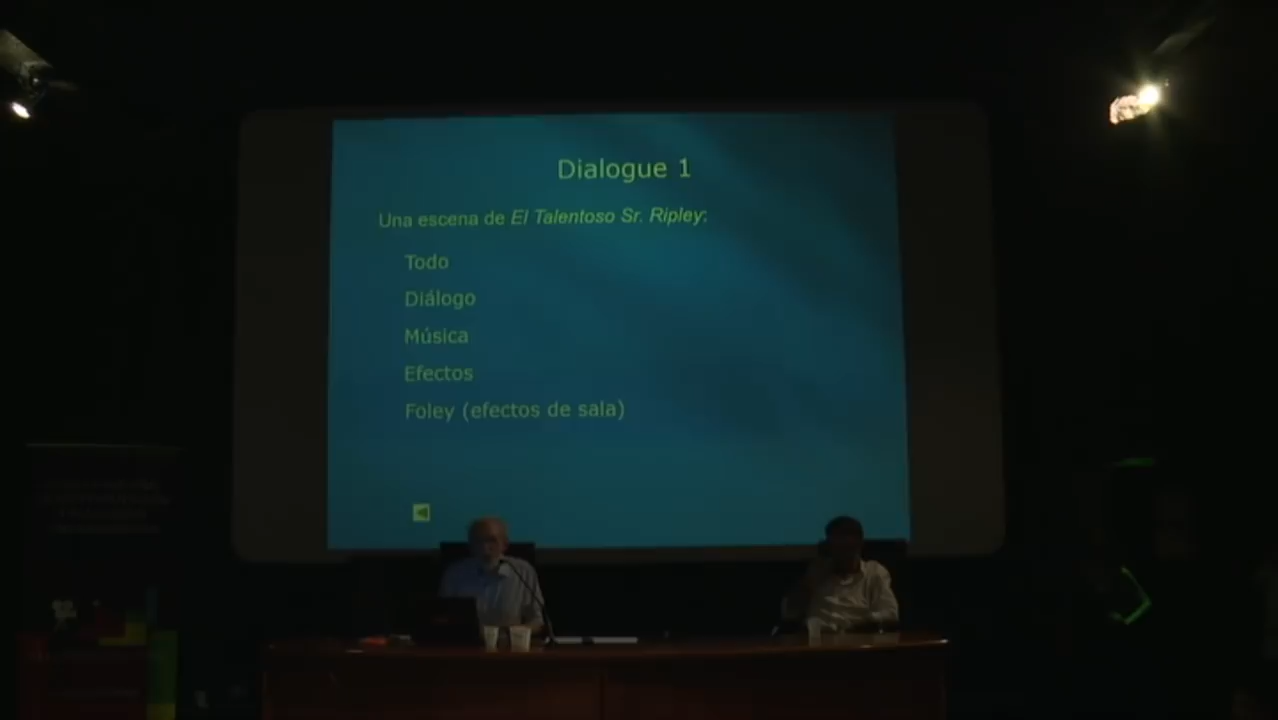 Dialogue 1
Una escena de El Talentoso Sr. Ripley:
Todo
Diálogo
Música
Efectos
Foley (efectos de sala)